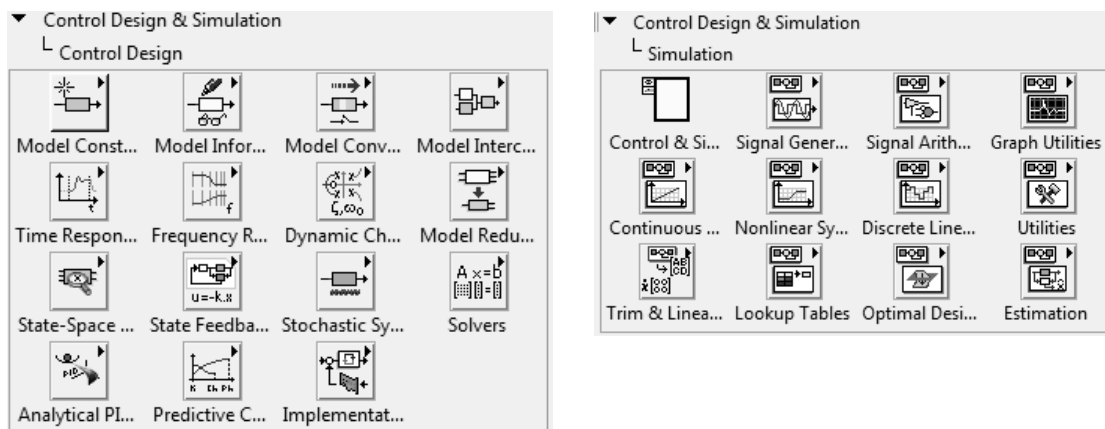 Control Design & Simulation
Control Design
Model Const... Model Infor... Model Conv... Model Interc...
Time Respon... Frequency R... Dynamic Ch... Model Redu...
State-Space ... State Feedba... Stochastic Sy... Solvers
Analytical PI... Predictive C... Implementat...
Control Design & Simulation
Simulation
Control & Si... Signal Gener... Signal Arith... Graph Utilities
Continuous ... Nonlinear Sy... Discrete Line... Utilities
Trim & Linea... Lookup Tables Optimal Desi... Estimation